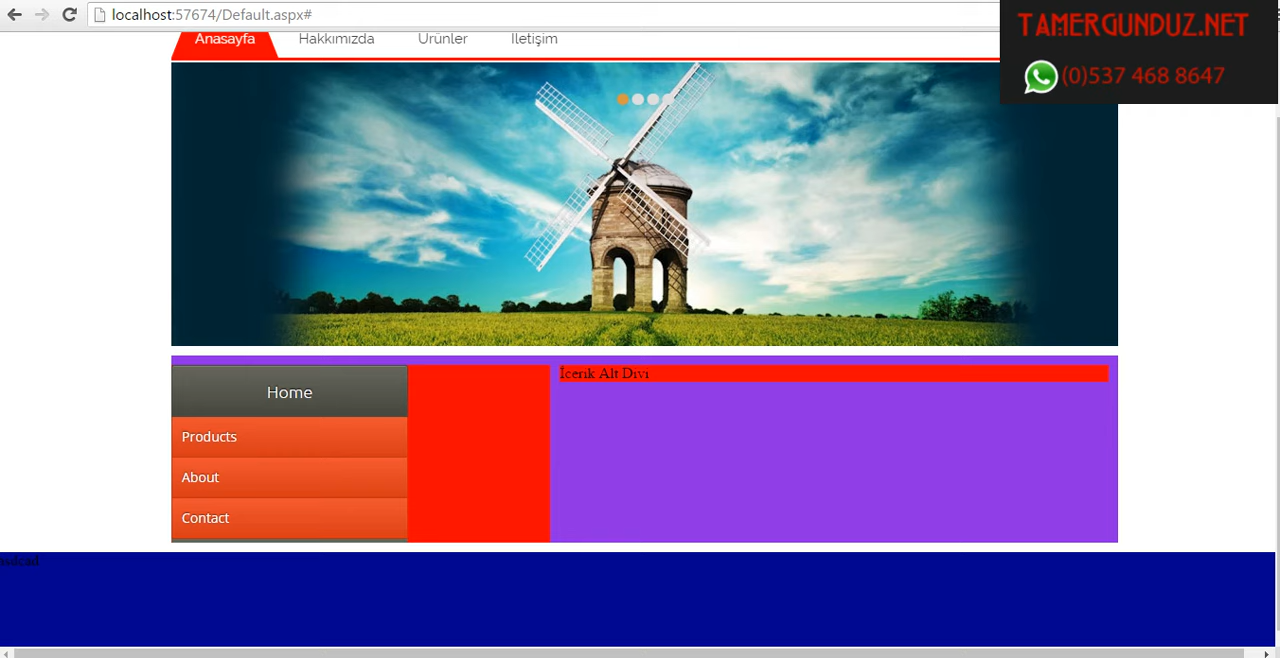 localhost:57674/Default.aspx#
TAMERGUNDUZ.NET
(0)537 468 8647
Anasayfa Hakkımızda Ürünler İletişim
Home
Products
About
Contact
İçerik Alt Divi